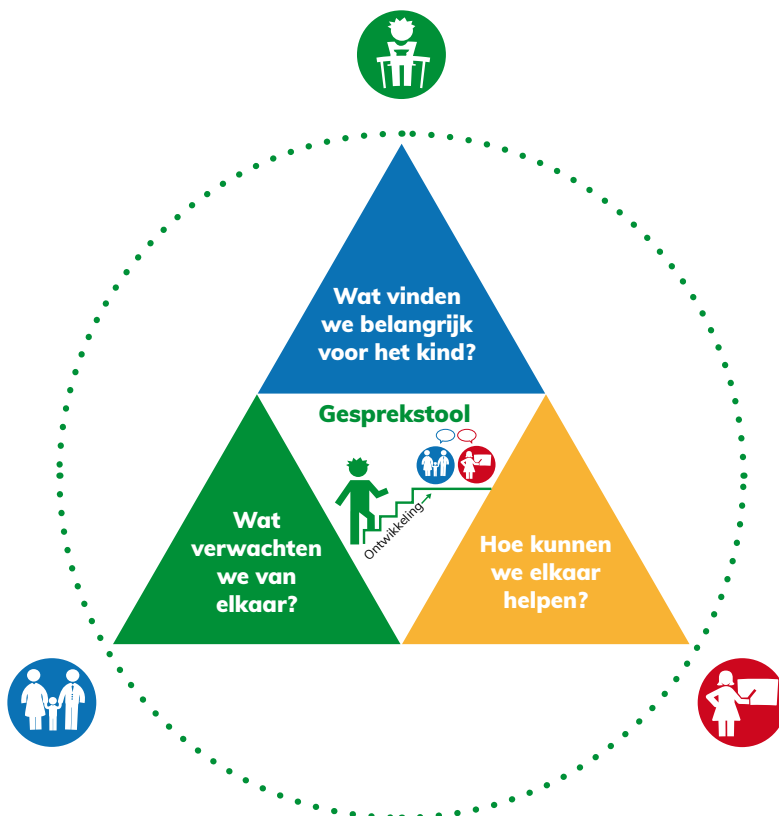 Wat vinden
we belangrijk
voor het kind?
Gesprekstool
Ontwikkeling
Wat
verwachten
we van
elkaar?
Hoe kunnen
we elkaar
helpen?